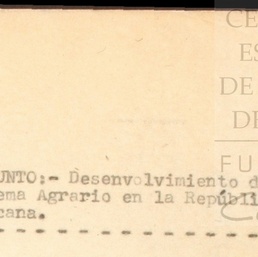 CE
ES
DE
DE
FU
UNTO:- Desenvolvimiento d
ema Agrario en la Repúbli
cana.